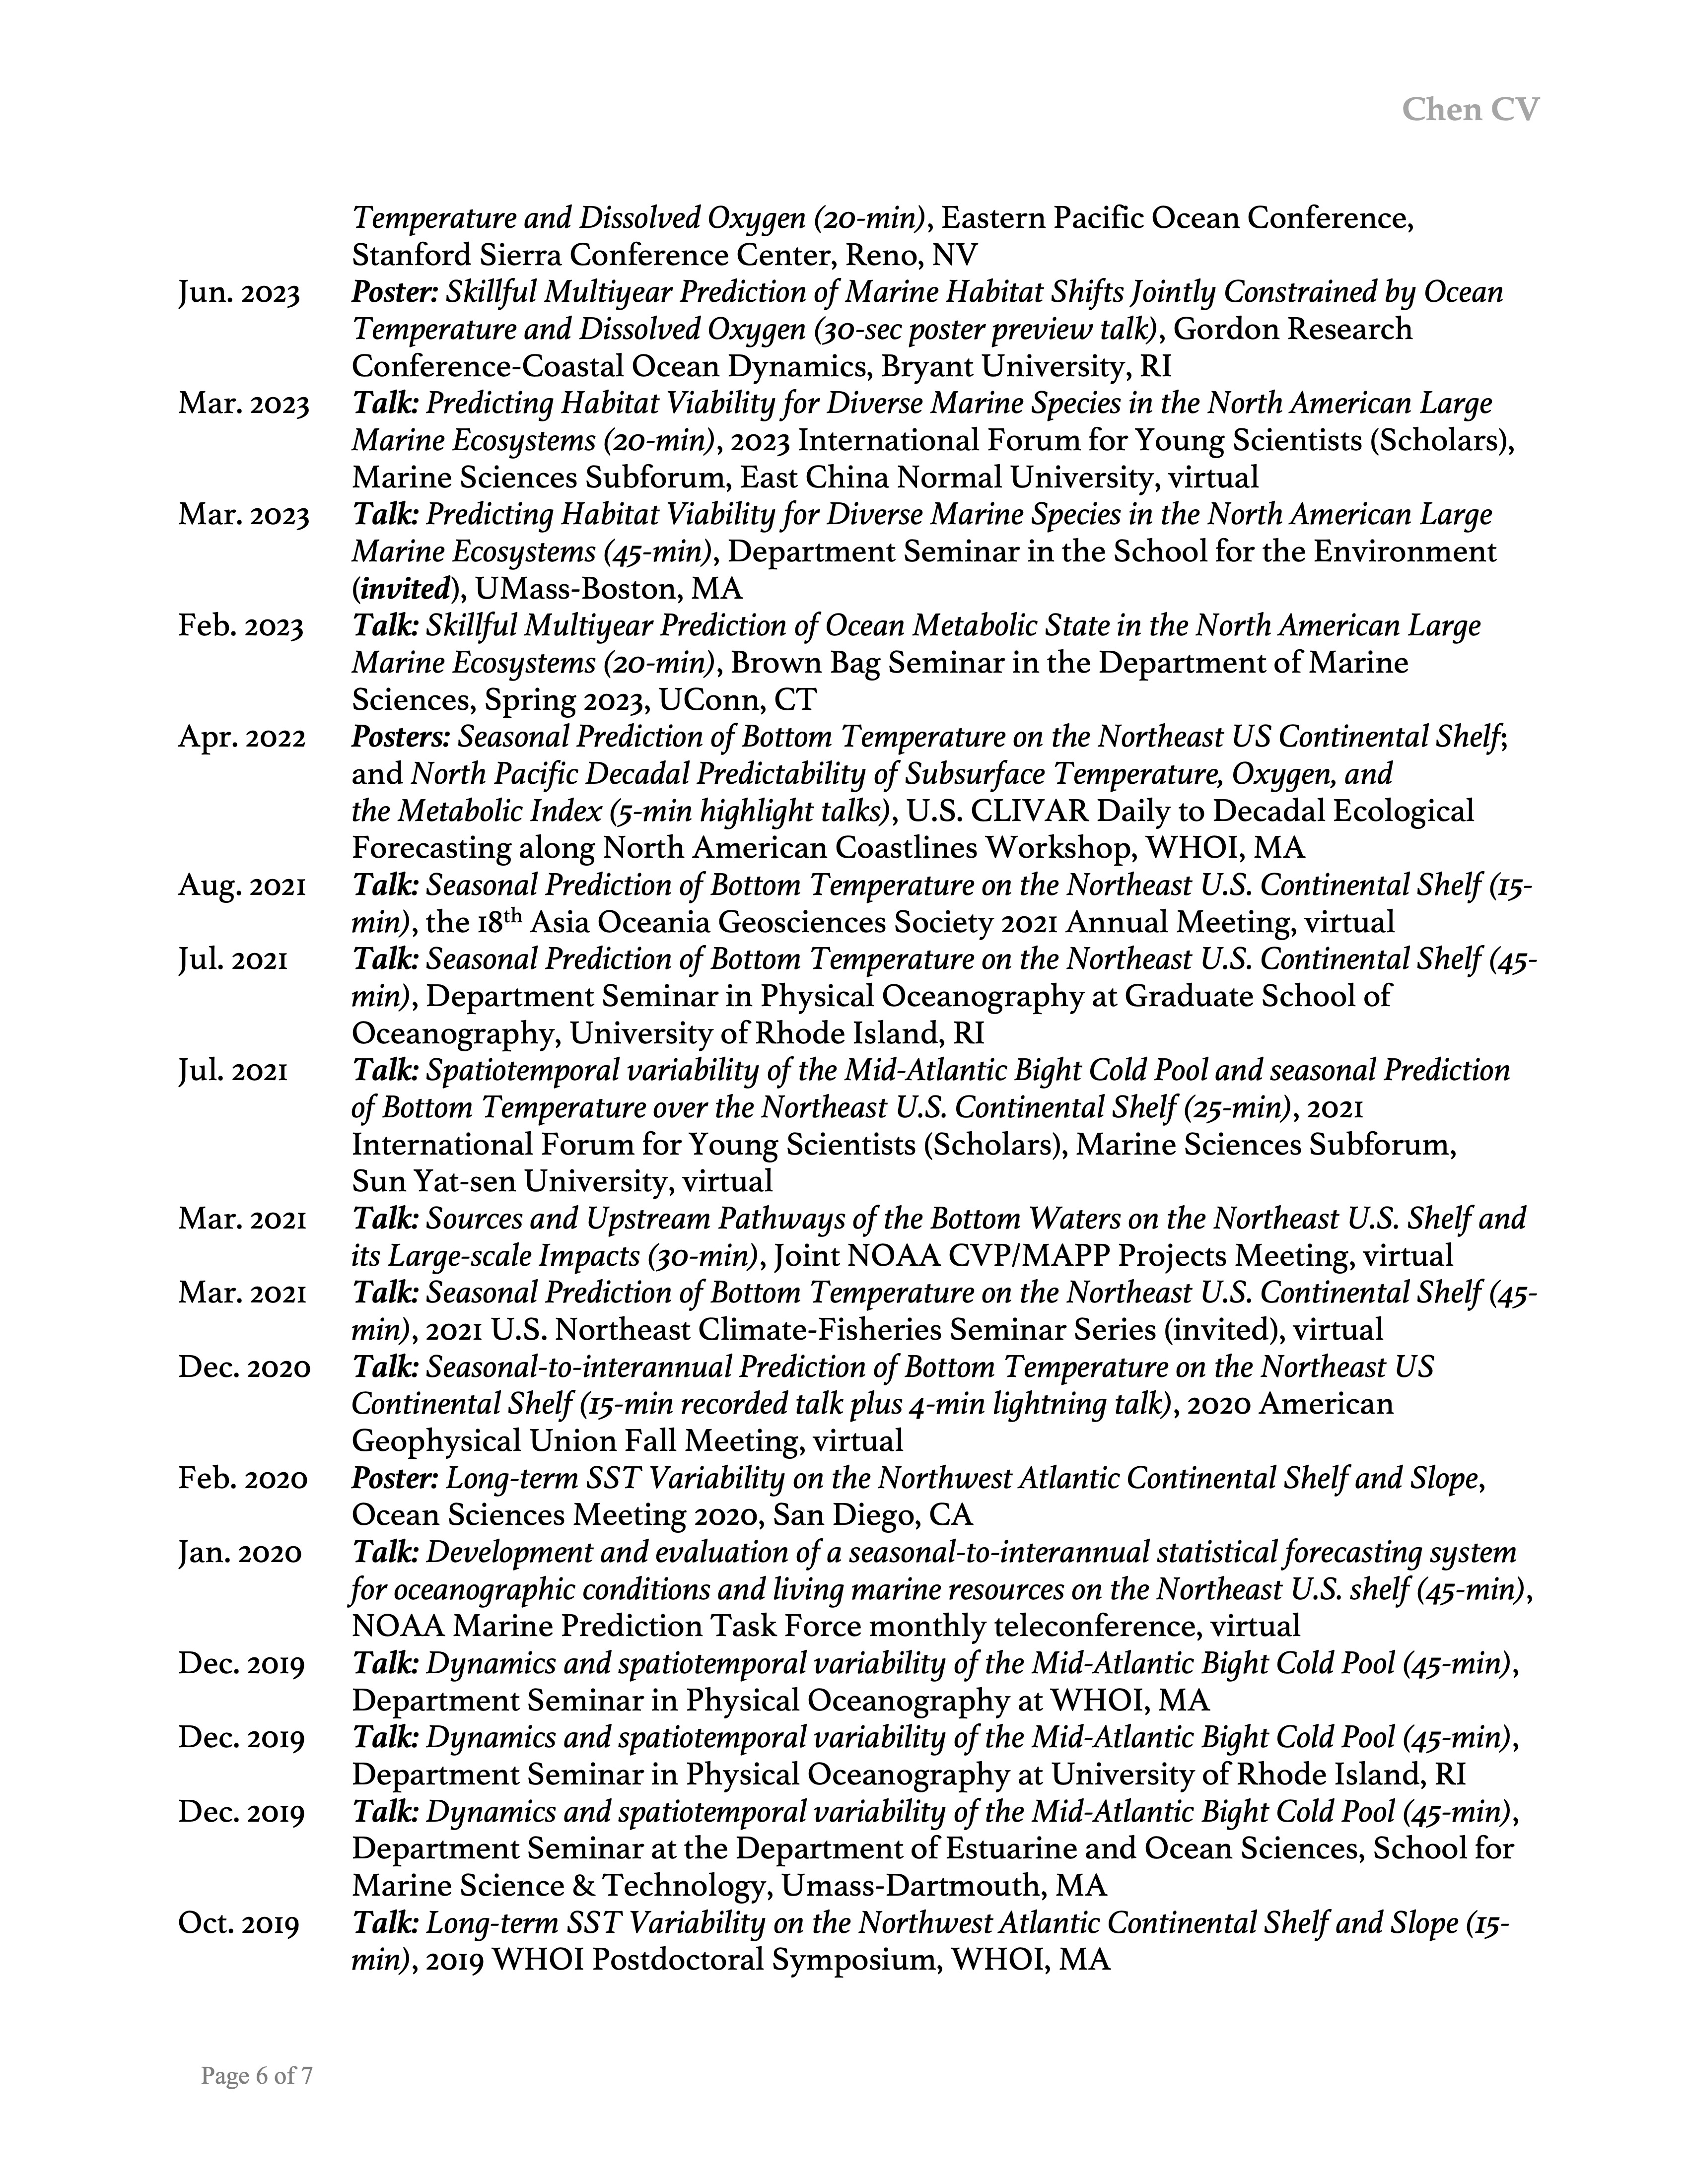 Chen CV
Temperature and Dissolved Oxygen (20-min), Eastern Pacific Ocean Conference,
Stanford Sierra Conference Center, Reno, NV
Jun. 2023 Poster: Skillful Multiyear Prediction of Marine Habitat Shifts Jointly Constrained by Ocean
Temperature and Dissolved Oxygen (30-sec poster preview talk), Gordon Research
Conference-Coastal Ocean Dynamics, Bryant University, RI
Mar. 2023 Talk: Predicting Habitat Viability for Diverse Marine Species in the North American Large
Marine Ecosystems (20-min), 2023 International Forum for Young Scientists (Scholars),
Marine Sciences Subforum, East China Normal University, virtual
Mar. 2023 Talk: Predicting Habitat Viability for Diverse Marine Species in the North American Large
Marine Ecosystems (45-min), Department Seminar in the School for the Environment
(invited), UMass-Boston, MA
Feb. 2023 Talk: Skillful Multiyear Prediction of Ocean Metabolic State in the North American Large
Marine Ecosystems (20-min), Brown Bag Seminar in the Department of Marine
Sciences, Spring 2023, UConn, CT
Apr. 2022 Posters: Seasonal Prediction of Bottom Temperature on the Northeast US Continental Shelf;
and North Pacific Decadal Predictability of Subsurface Temperature, Oxygen, and
the Metabolic Index (5-min highlight talks), U.S. CLIVAR Daily to Decadal Ecological
Forecasting along North American Coastlines Workshop, WHOI, MA
Aug. 2021 Talk: Seasonal Prediction of Bottom Temperature on the Northeast U.S. Continental Shelf (15-
min), the 18th Asia Oceania Geosciences Society 2021 Annual Meeting, virtual
Jul. 2021 Talk: Seasonal Prediction of Bottom Temperature on the Northeast U.S. Continental Shelf (45-
min), Department Seminar in Physical Oceanography at Graduate School of
Oceanography, University of Rhode Island, RI
Jul. 2021 Talk: Spatiotemporal variability of the Mid-Atlantic Bight Cold Pool and seasonal Prediction
of Bottom Temperature over the Northeast U.S. Continental Shelf (25-min), 2021
International Forum for Young Scientists (Scholars), Marine Sciences Subforum,
Sun Yat-sen University, virtual
Mar. 2021 Talk: Sources and Upstream Pathways of the Bottom Waters on the Northeast U.S. Shelf and
its Large-scale Impacts (30-min), Joint NOAA CVP/MAPP Projects Meeting, virtual
Mar. 2021 Talk: Seasonal Prediction of Bottom Temperature on the Northeast U.S. Continental Shelf (45-
min), 2021 U.S. Northeast Climate-Fisheries Seminar Series (invited), virtual
Dec. 2020 Talk: Seasonal-to-interannual Prediction of Bottom Temperature on the Northeast US
Continental Shelf (15-min recorded talk plus 4-min lightning talk), 2020 American
Geophysical Union Fall Meeting, virtual
Feb. 2020 Poster: Long-term SST Variability on the Northwest Atlantic Continental Shelf and Slope,
Ocean Sciences Meeting 2020, San Diego, CA
Jan. 2020 Talk: Development and evaluation of a seasonal-to-interannual statistical forecasting system
for oceanographic conditions and living marine resources on the Northeast U.S. shelf (45-min),
NOAA Marine Prediction Task Force monthly teleconference, virtual
Dec. 2019 Talk: Dynamics and spatiotemporal variability of the Mid-Atlantic Bight Cold Pool (45-min),
Department Seminar in Physical Oceanography at WHOI, MA
Dec. 2019 Talk: Dynamics and spatiotemporal variability of the Mid-Atlantic Bight Cold Pool (45-min),
Department Seminar in Physical Oceanography at University of Rhode Island, RI
Dec. 2019 Talk: Dynamics and spatiotemporal variability of the Mid-Atlantic Bight Cold Pool (45-min),
Department Seminar at the Department of Estuarine and Ocean Sciences, School for
Marine Science & Technology, Umass-Dartmouth, MA
Oct. 2019 Talk: Long-term SST Variability on the Northwest Atlantic Continental Shelf and Slope (15-
min), 2019 WHOI Postdoctoral Symposium, WHOI, MA
Page 6 of 7